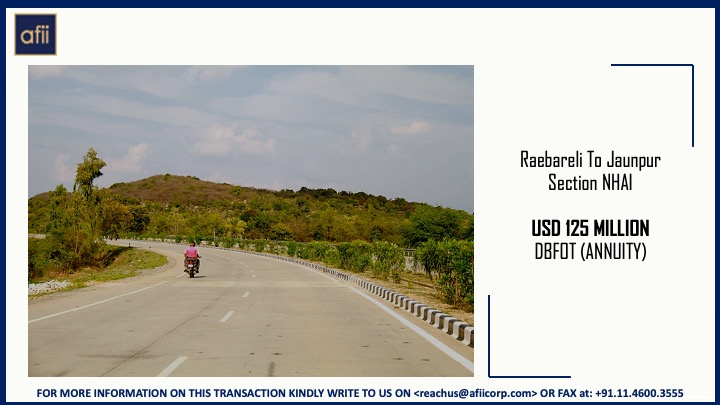 afii
Raebareli To Jaunpur
Section NHAI
USD 125 MILLION
DBFOT (ANNUITY)
FOR MORE INFORMATION ON THIS TRANSACTION KINDLY WRITE TO US ON <reachus@afiicorp.com> OR FAX at: +91.11.4600.3555